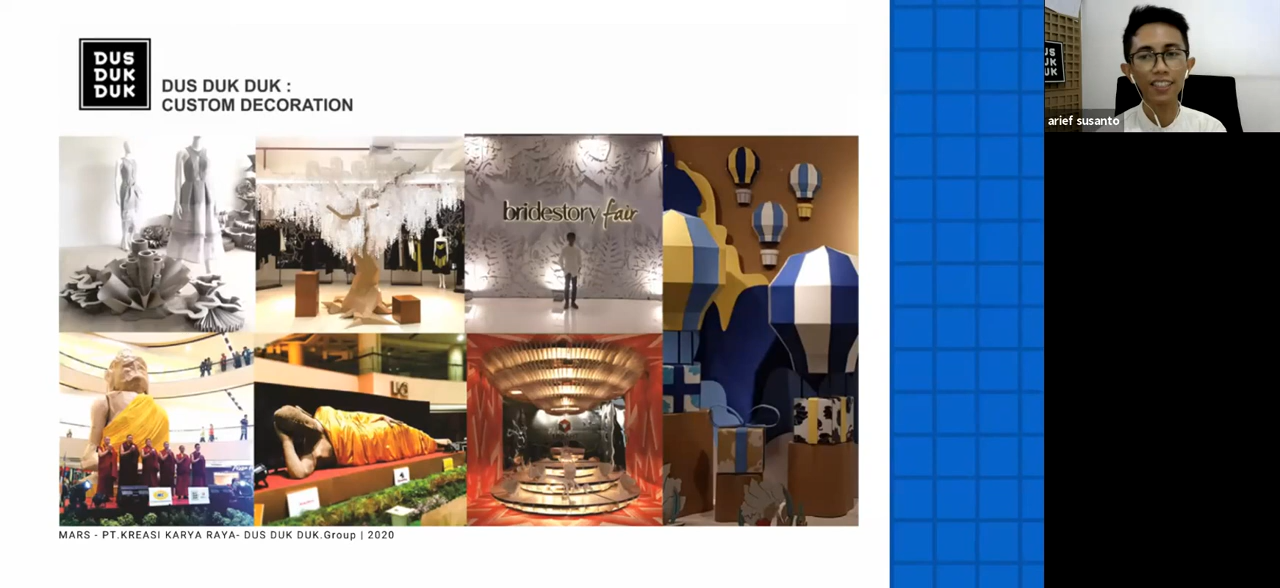 DUS
DUK
DUK
DUS DUK DUK :
CUSTOM DECORATION
bridestory fair
MARS - PT.KREASI KARYA RAYA- DUS DUK DUK.Group | 2020
arief susanto